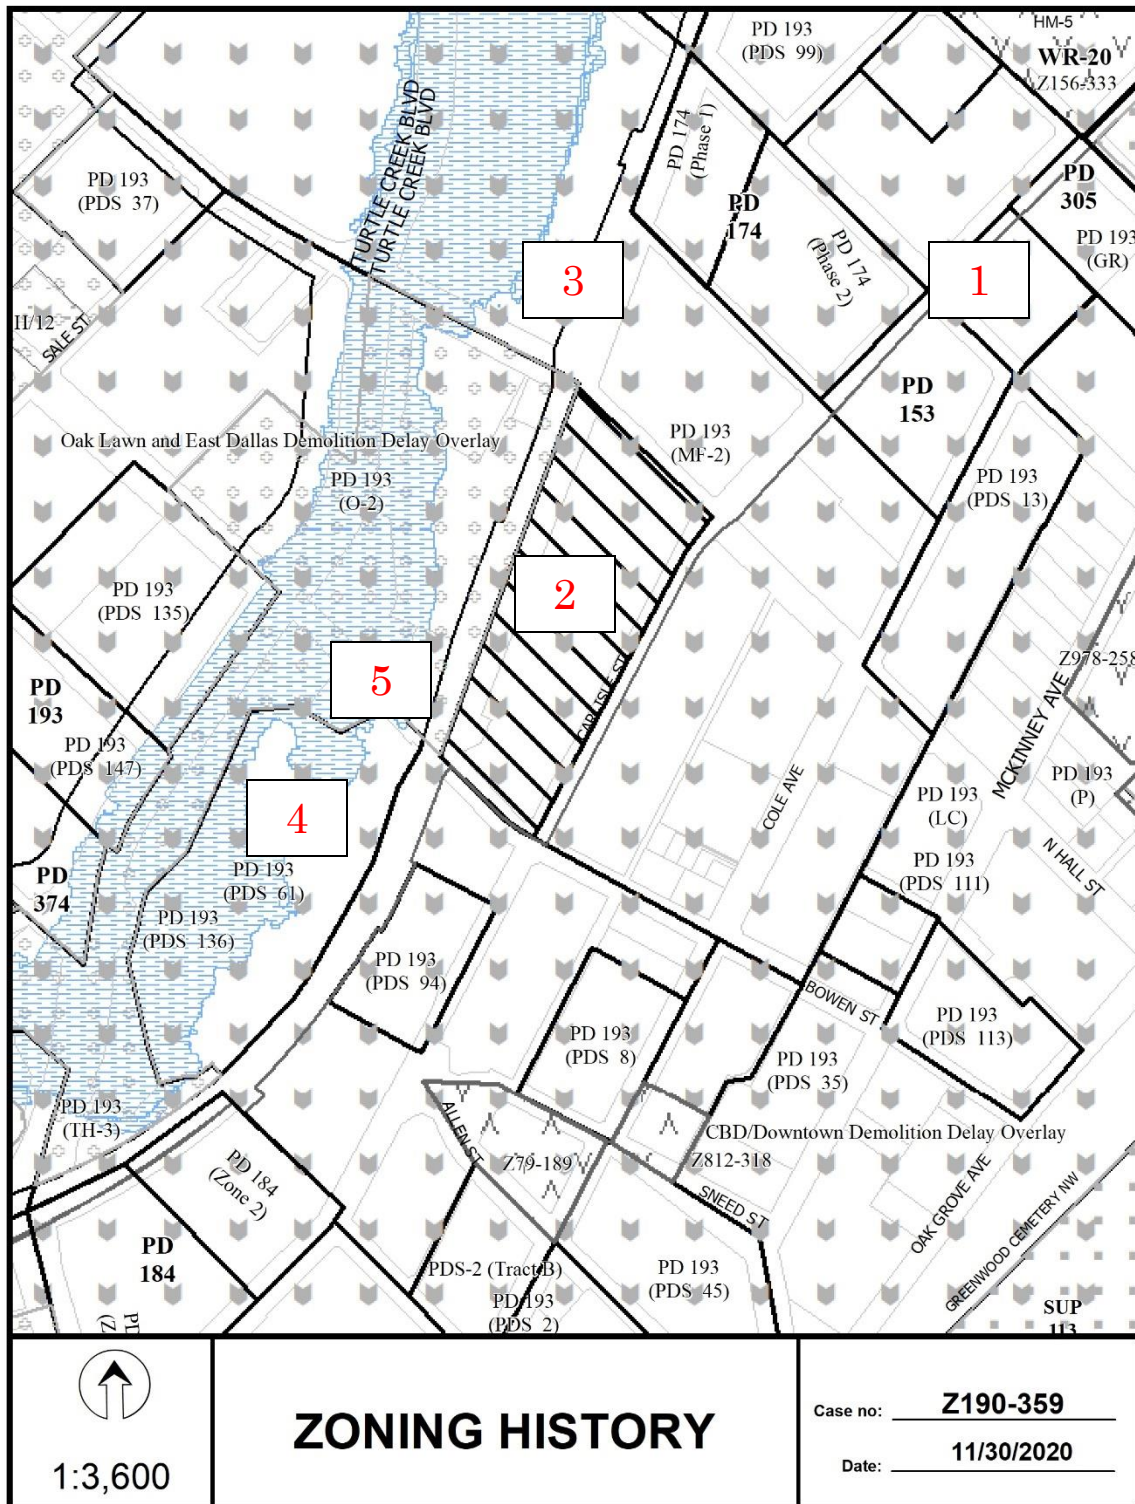 HM-5
PD 193
(PDS 99)
WR-20
Z156-333
TURTLE CREEK BLVD
TURTLE CREEK BLVD
PD 174
(Phase 1)
PD 193
(PDS 37)
PD
174
PD
305
PD 193
(GR)
PD 174
(Phase 2)
3
1
H/12
SALE ST
PD
153
PD 193
(MF-2)
Oak Lawn and East Dallas Demolition Delay Overlay
PD 193
(O-2)
PD 193
(PDS 13)
PD 193
(PDS 135)
2
Z978-258
CARLISLE ST
5
PD
193
PD 193
(PDS 147)
MCKINNEY AVE
PD 193
(P)
COLE AVE
PD 193
(LC)
4
N HALL ST
PD 193
(PDS 111)
PD 193
(PDS 61)
PD
374
PD 193
(PDS 136)
PD 193
(PDS 94)
BOWEN ST
PD 193
(PDS 113)
PD 193
(PDS 8)
PD 193
(PDS 35)
PD 193
(TH-3)
ALLEN ST
CBD/Downtown Demolition Delay Overlay
Z79-189
Z812-318
PD 184
(Zone 2)
SNEED ST
OAK GROVE AVE
GREENWOOD CEMETERY NW
PD
184
PDS-2 (Tract B)
PD 193
(PDS 2)
PD 193
(PDS 45)
SUP
113
PD
(Z
1:3,600
ZONING HISTORY
Case no: Z190-359
Date: 11/30/2020